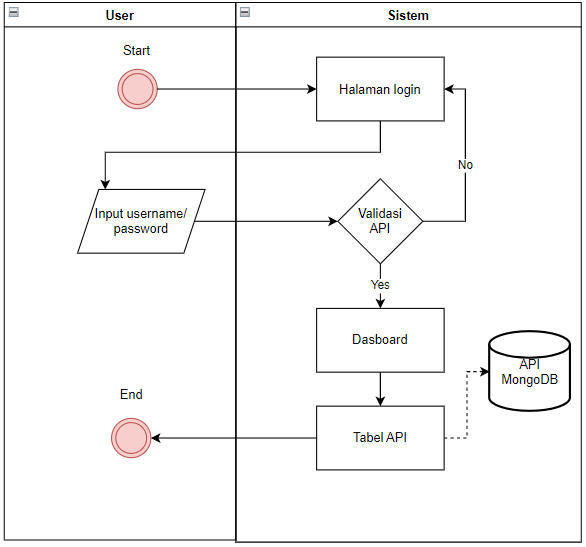 User
Sistem
Start
Halaman login
No
Input username/
password
Validasi
API
Yes
Dasboard
API
MongoDB
End
Tabel API